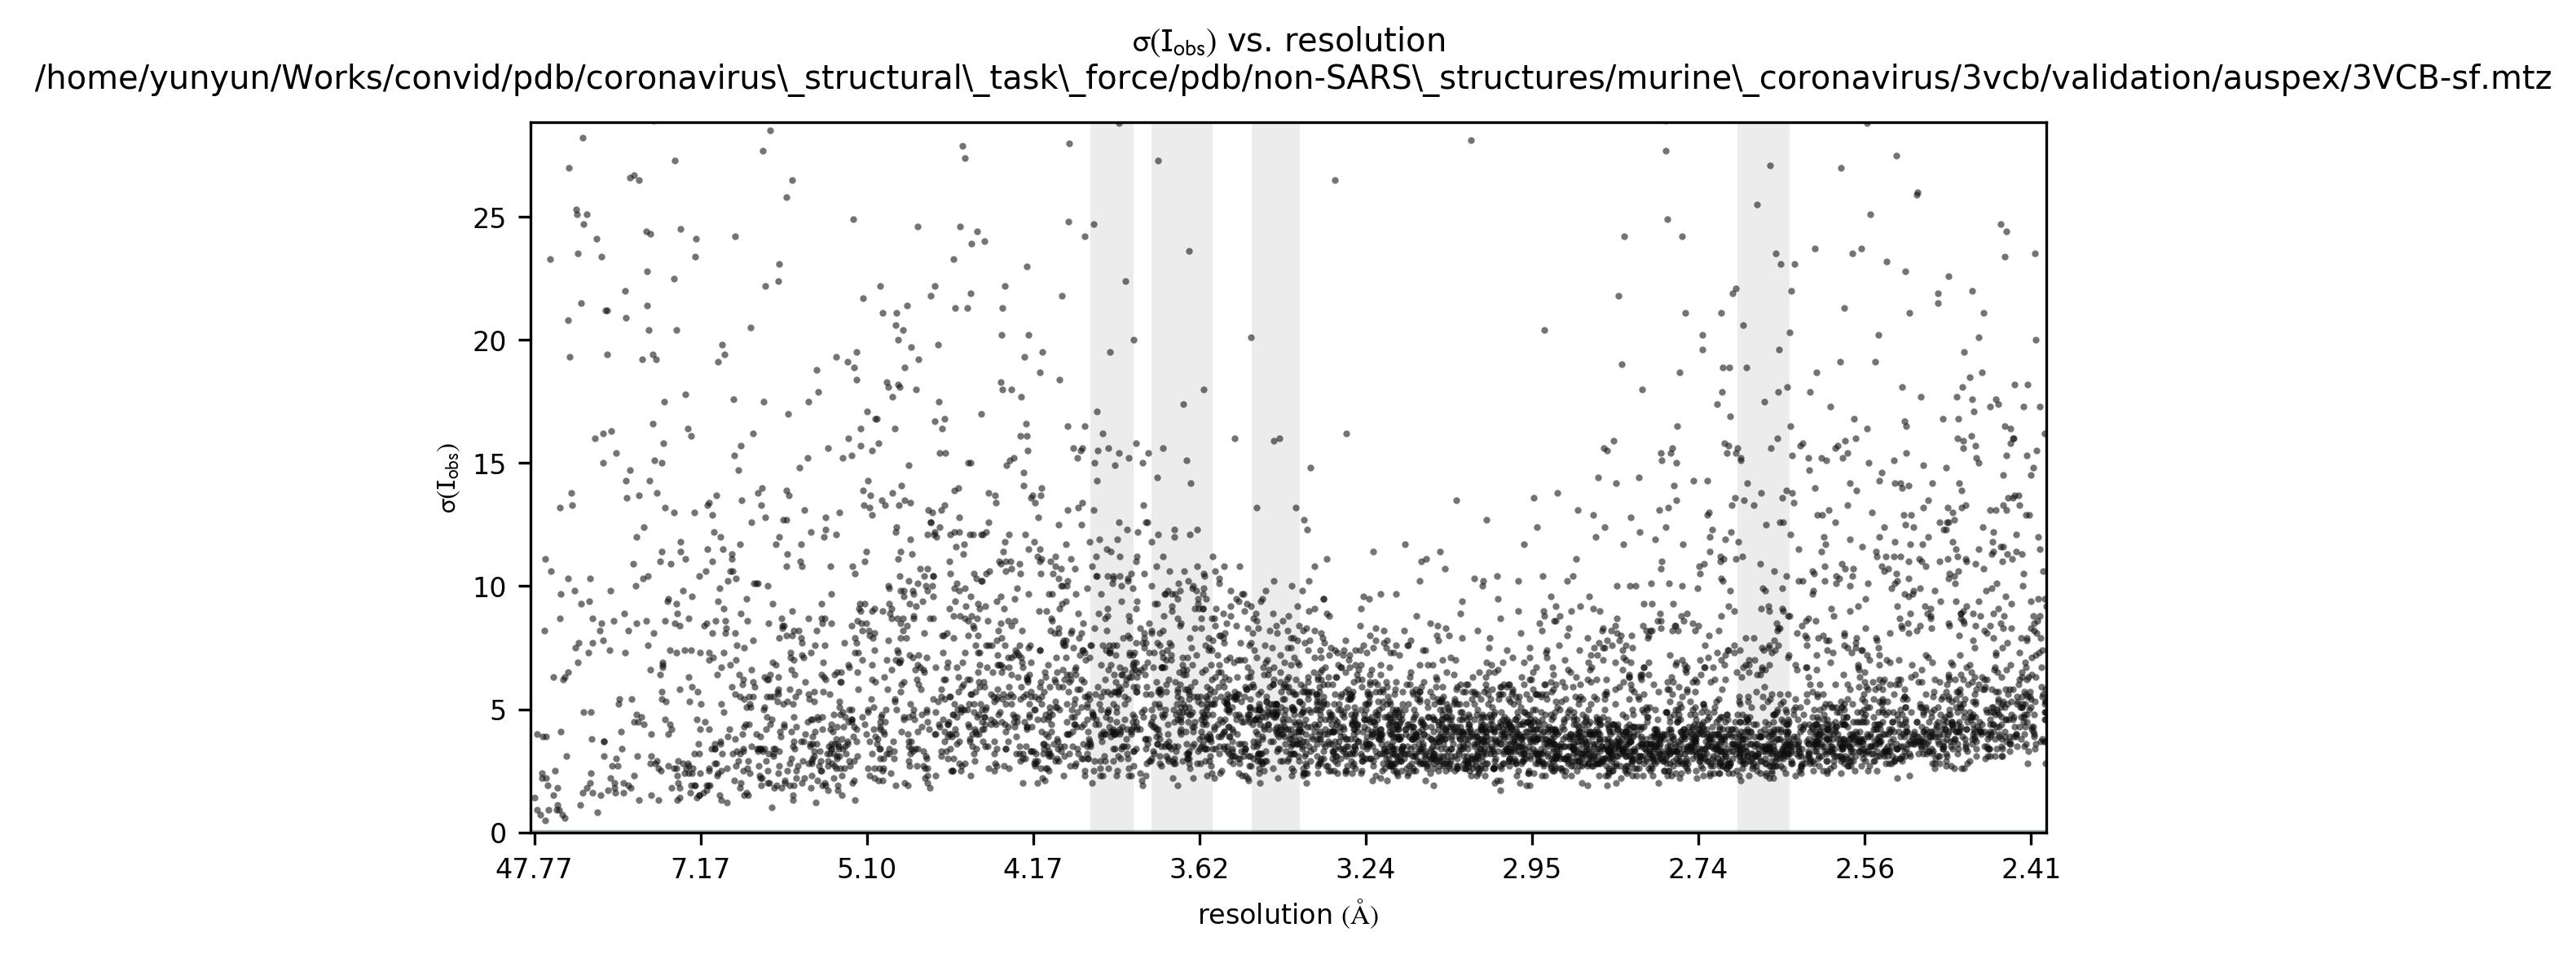 σ(I_obs) vs. resolution
/home/yunyun/Works/convid/pdb/coronavirus\_structural\_task\_force/pdb/non-SARS\_structures/murine\_coronavirus/3vcb/validation/auspex/3VCB-sf.mtz
25
20
15
10
5
0
σ(I_obs)
47.77 7.17 5.10 4.17 3.62 3.24 2.95 2.74 2.56 2.41
resolution (Å)